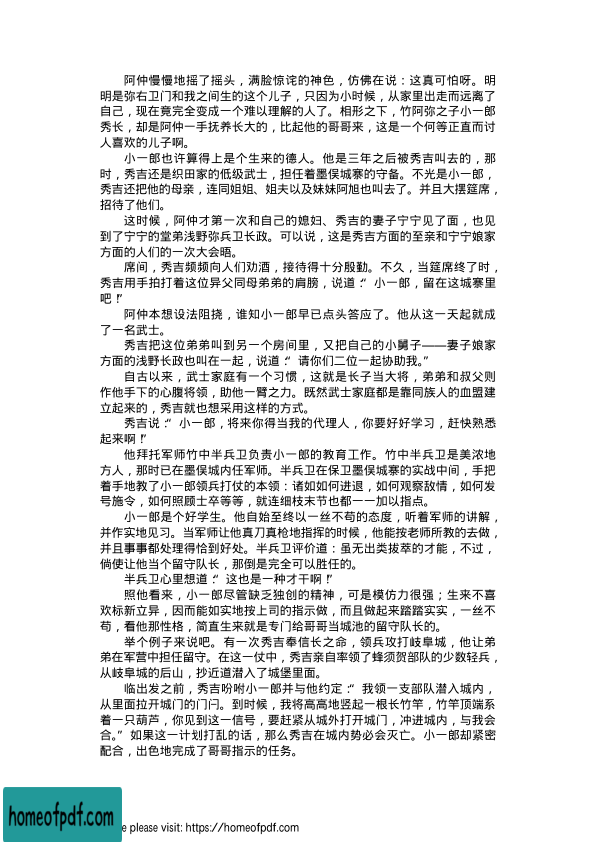 阿仲慢慢地摇了摇头，满脸惊诧的神色，仿佛在说：这真可怕呀。明
明是弥右卫门和我之间生的这个儿子，只因为小时候，从家里出走而远离了
自己，现在竟完全变成一个难以理解的人了。相形之下，竹阿弥之子小一郎
秀长，却是阿仲一手抚养长大的，比起他的哥哥来，这是一个何等正直而讨
人喜欢的儿子啊。
小一郎也许算得上是个生来的德人。他是三年之后被秀吉叫去的，那
时，秀吉还是织田家的低级武士，担任着墨俣城寨的守备。不光是小一郎，
秀吉还把他的母亲，连同姐姐、姐夫以及妹妹阿旭也叫去了。并且大摆筵席，
招待了他们。
这时候，阿仲才第一次和自己的媳妇、秀吉的妻子宁宁见了面，也见
到了宁宁的堂弟浅野弥兵卫长政。可以说，这是秀吉方面的至亲和宁宁娘家
方面的人们的一次大会晤。
席间，秀吉频频向人们劝酒，接待得十分殷勤。不久，当筵席终了时，
秀吉用手拍打着这位异父同母弟弟的肩膀，说道：“小一郎，留在这城寨里
吧！”
阿仲本想设法阻挠，谁知小一郎早已点头答应了。他从这一天起就成
了一名武士。
秀吉把这位弟弟叫到另一个房间里，又把自己的小舅子——妻子娘家
方面的浅野长政也叫在一起，说道：“请你们二位一起协助我。”
自古以来，武士家庭有一个习惯，这就是长子当大将，弟弟和叔父则
作他手下的心腹将领，助他一臂之力。既然武士家庭都是靠同族人的血盟建
立起来的，秀吉就也想采用这样的方式。
秀吉说：“小一郎，将来你得当我的代理人，你要好好学习，赶快熟悉
起来啊！”
他拜托军师竹中半兵卫负责小一郎的教育工作。竹中半兵卫是美浓地
方人，那时已在墨俣城内任军师。半兵卫在保卫墨俣城寨的实战中间，手把
着手地教了小一郎领兵打仗的本领：诸如如何进退，如何观察敌情，如何发
号施令，如何照顾士卒等等，就连细枝末节也都一一加以指点。
小一郎是个好学生。他自始至终以一丝不苟的态度，听着军师的讲解，
并作实地见习。当军师让他真刀真枪地指挥的时候，他能按老师所教的去做，
并且事事都处理得恰到好处。半兵卫评价道：虽无出类拔萃的才能，不过，
倘使让他当个留守队长，那倒是完全可以胜任的。
半兵卫心里想道：“这也是一种才干啊！”
照他看来，小一郎尽管缺乏独创的精神，可是模仿力很强；生来不喜
欢标新立异，因而能如实地按上司的指示做，而且做起来踏踏实实，一丝不
苟，看他那性格，简直生来就是专门给哥哥当城池的留守队长的。
举个例子来说吧。有一次秀吉奉信长之命，领兵攻打岐阜城，他让弟
弟在军营中担任留守。在这一仗中，秀吉亲自率领了蜂须贺部队的少数轻兵，
从岐阜城的后山，抄近道潜入了城堡里面。
临出发之前，秀吉吩咐小一郎并与他约定：“我领一支部队潜入城内，
从里面拉开城门的门闩。到时候，我将高高地竖起一根长竹竿，竹竿顶端系
着一只葫芦，你见到这一信号，要赶紧从城外打开城门，冲进城内，与我会
合。”如果这一计划打乱的话，那么秀吉在城内势必会灭亡。小一郎却紧密
配合，出色地完成了哥哥指示的任务。
homeofpdf.com
e please visit: https://homeofpdf.com